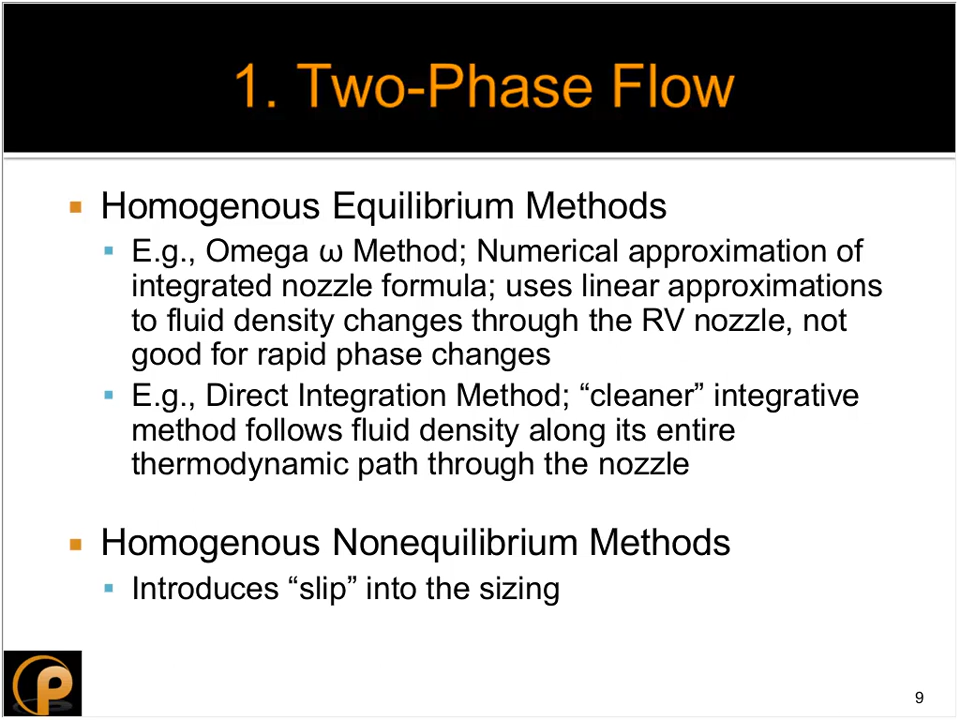 1. Two-Phase Flow
Homogenous Equilibrium Methods
E.g., Omega ω Method; Numerical approximation of
integrated nozzle formula; uses linear approximations
to fluid density changes through the RV nozzle, not
good for rapid phase changes
E.g., Direct Integration Method; “cleaner” integrative
method follows fluid density along its entire
thermodynamic path through the nozzle
Homogenous Nonequilibrium Methods
Introduces “slip” into the sizing
p
9